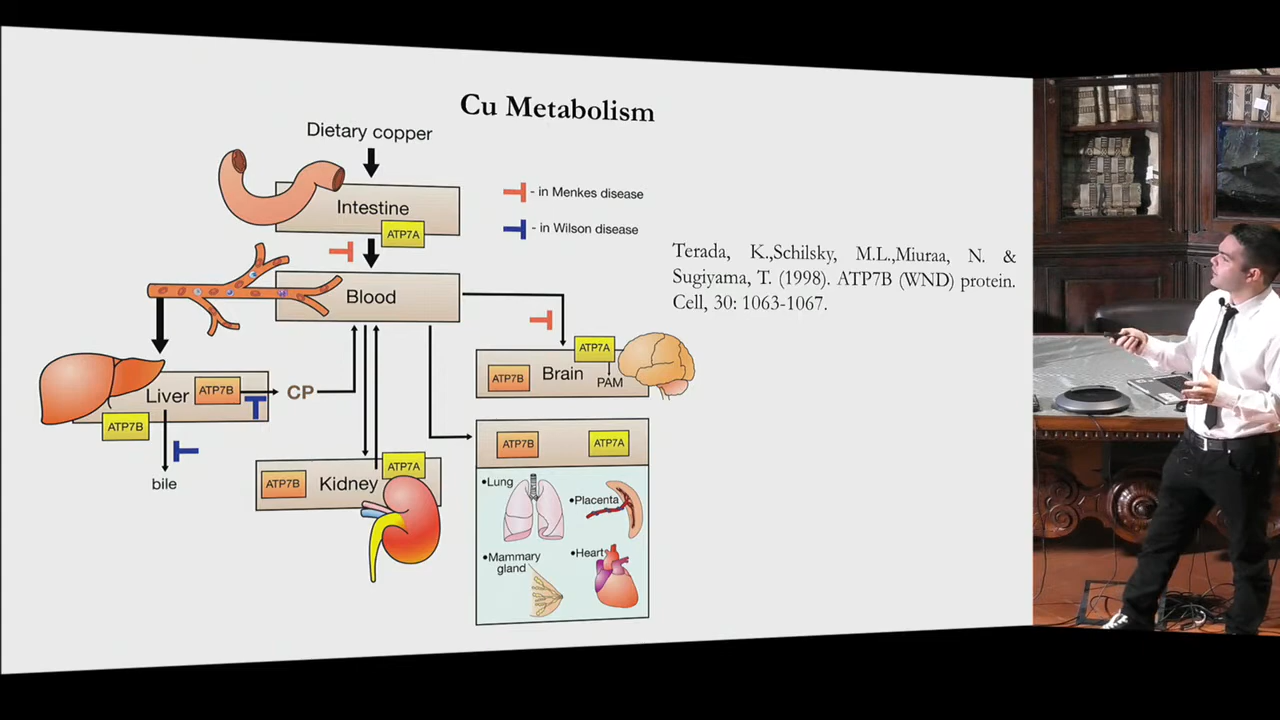 Cu Metabolism
Dietary copper
Intestine
ATP7A
- in Menkes disease
- in Wilson disease
Terada, K.,Schilsky, M.L.,Miuraa, N. &
Sugiyama, T. (1998). ATP7B (WND) protein.
Cell, 30: 1063-1067.
Blood
ATP7A
ATP7B
Brain
PAM
Liver
ATP7B
CP
ATP7B
bile
ATP7A
ATP7B
Kidney
ATP7B
ATP7A
•Lung
•Placenta
•Mammary
gland
•Heart